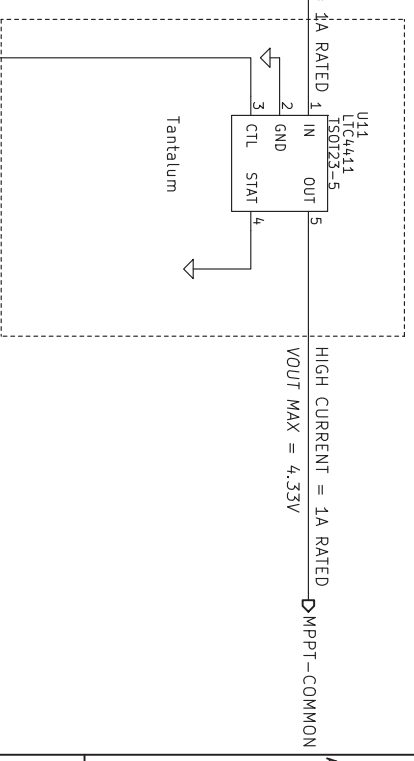 1A RATED
U11
LTC4411
TSOT23-5
1
2
3
IN
GND
CTL
OUT
STAT
5
4
Tantalum
HIGH CURRENT = 1A RATED
VOUT MAX = 4.33V
MPPT-COMMON